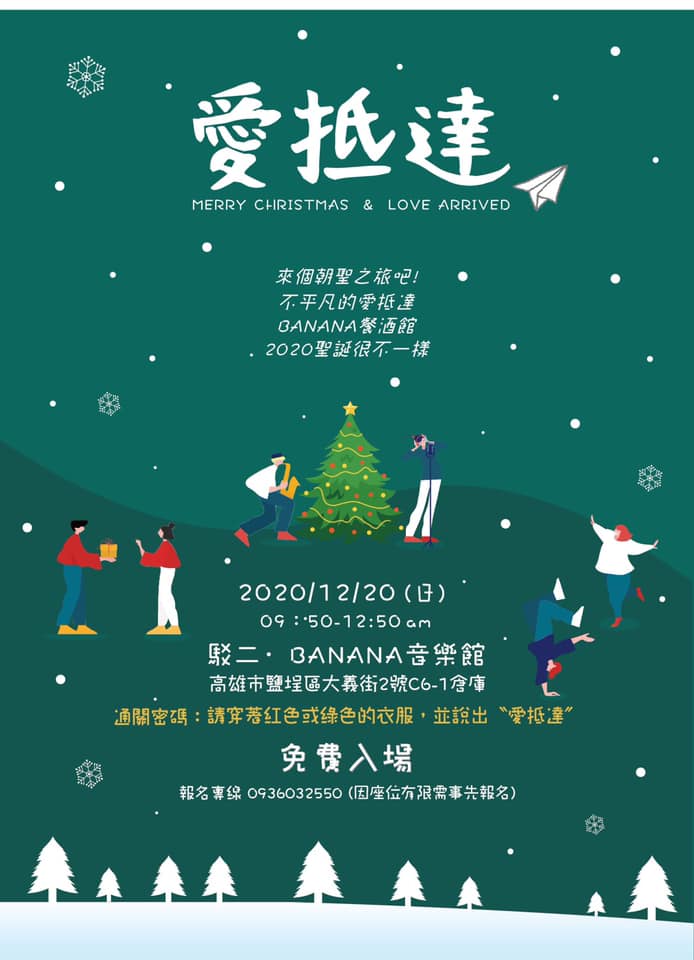 愛抵達
MERRY CHRISTMAS & LOVE ARRIVED
來個朝聖之旅吧!
不平凡的愛抵達
BANANA餐酒館
2020聖誕很不一樣
2020/12/20 (日)
09:50-12:50 am
駁二·BANANA音樂館
高雄市鹽埕區大義街2號C6-1倉庫
通關密碼:請穿著紅色或綠色的衣服,並說出〝愛抵達〞
免費入場
報名專線 0936032550 (因座位有限需事先報名)